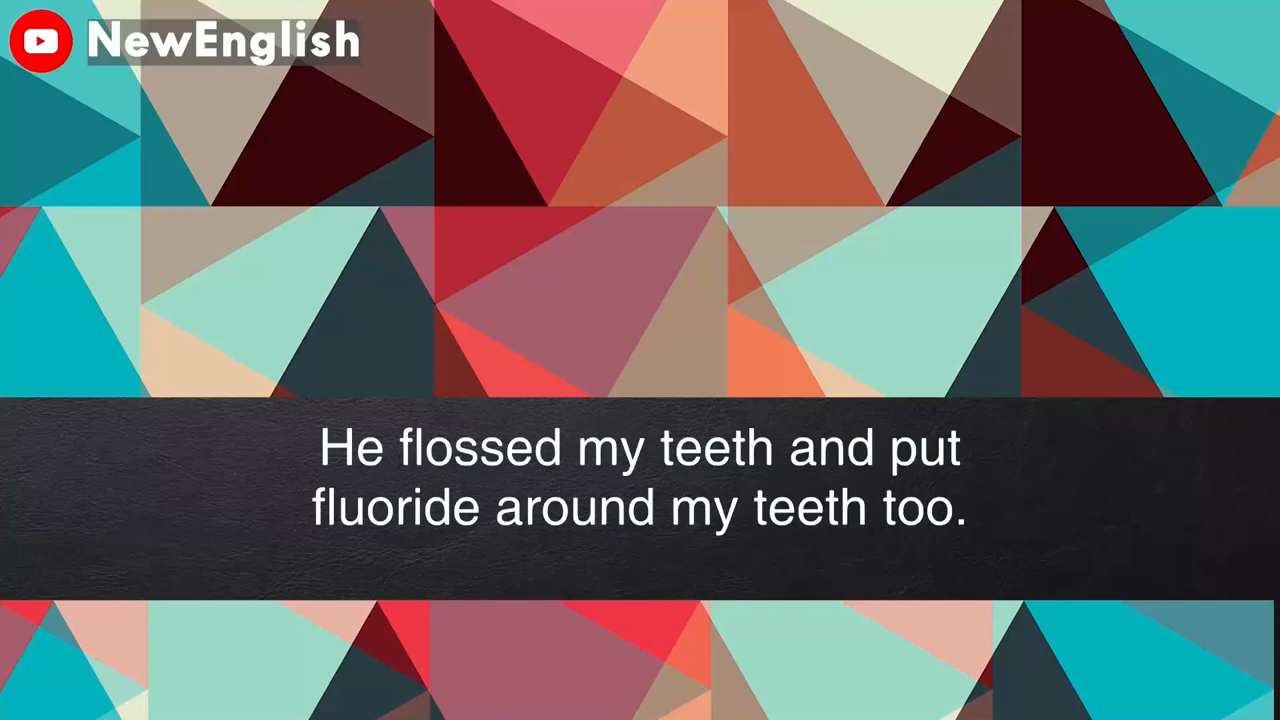 NewEnglish
He flossed my teeth and put
fluoride around my teeth too.